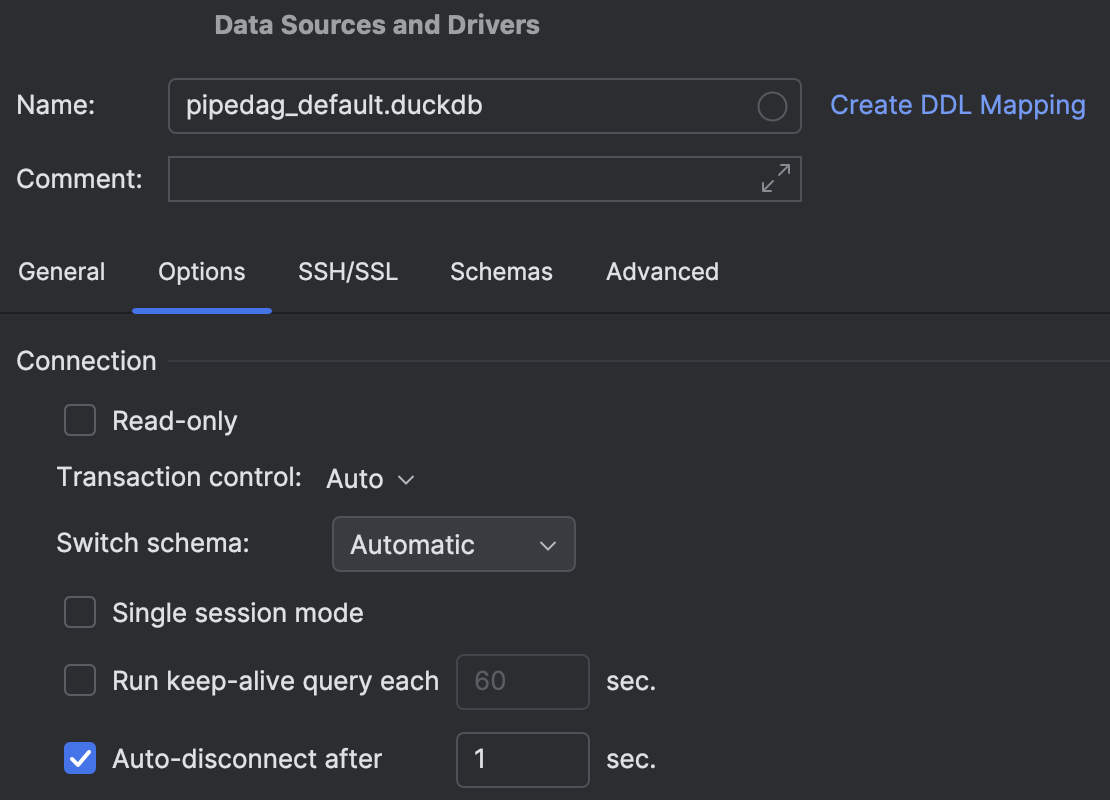 Data Sources and Drivers
Name: pipedag_default.duckdb Create DDL Mapping
Comment:
General Options SSH/SSL Schemas Advanced
Connection
Read-only
Transaction control: Auto
Switch schema: Automatic
Single session mode
Run keep-alive query each 60 sec.
Auto-disconnect after 1 sec.